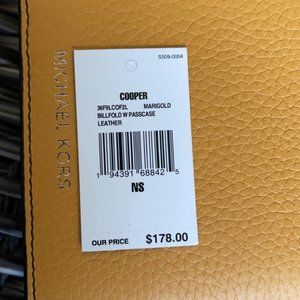 S509-0004
COOPER
36F9LCOF2L MARIGOLD
BILLFOLD W PASSCASE
LEATHER
1 94391 68842 5
NS
OUR PRICE $178.00
MICHAEL KORS